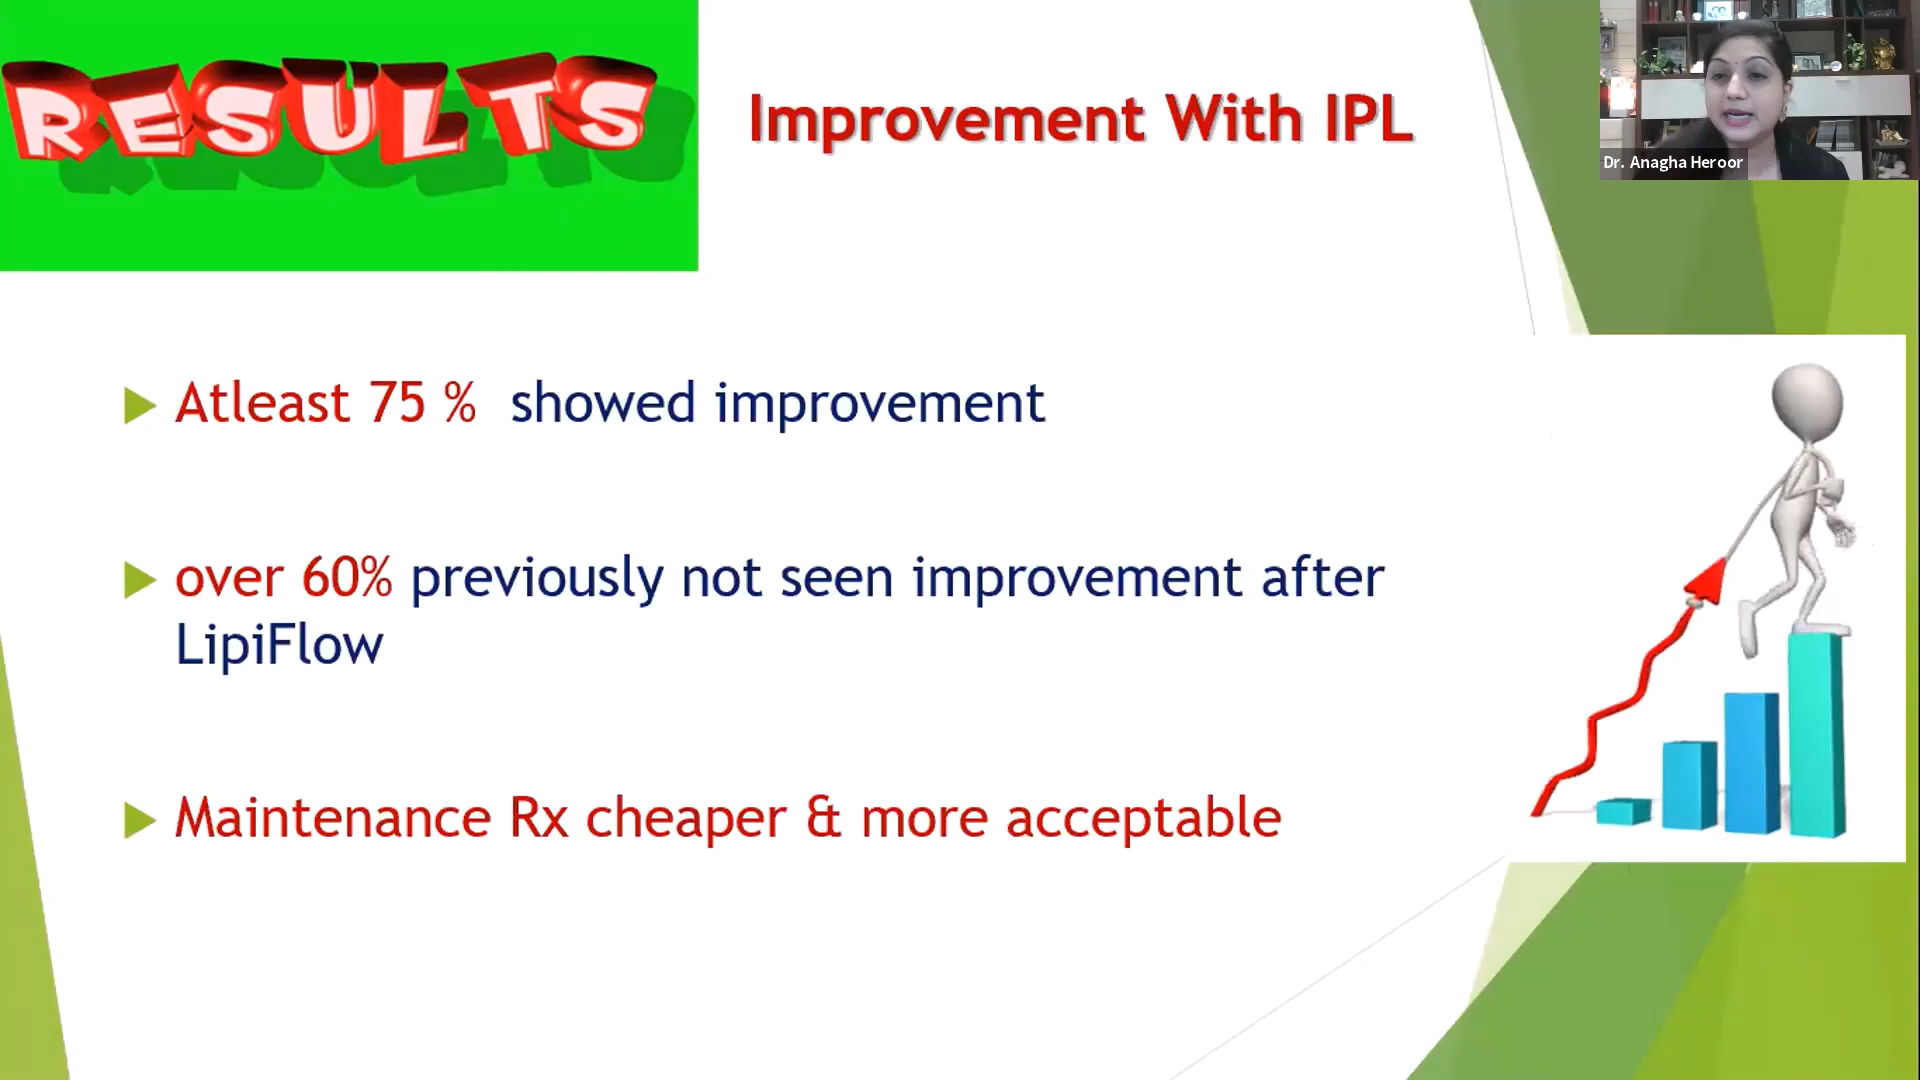 RESULTS
Improvement With IPL
Dr. Anagha Heroor
Atleast 75 % showed improvement
over 60% previously not seen improvement after
LipiFlow
Maintenance Rx cheaper & more acceptable